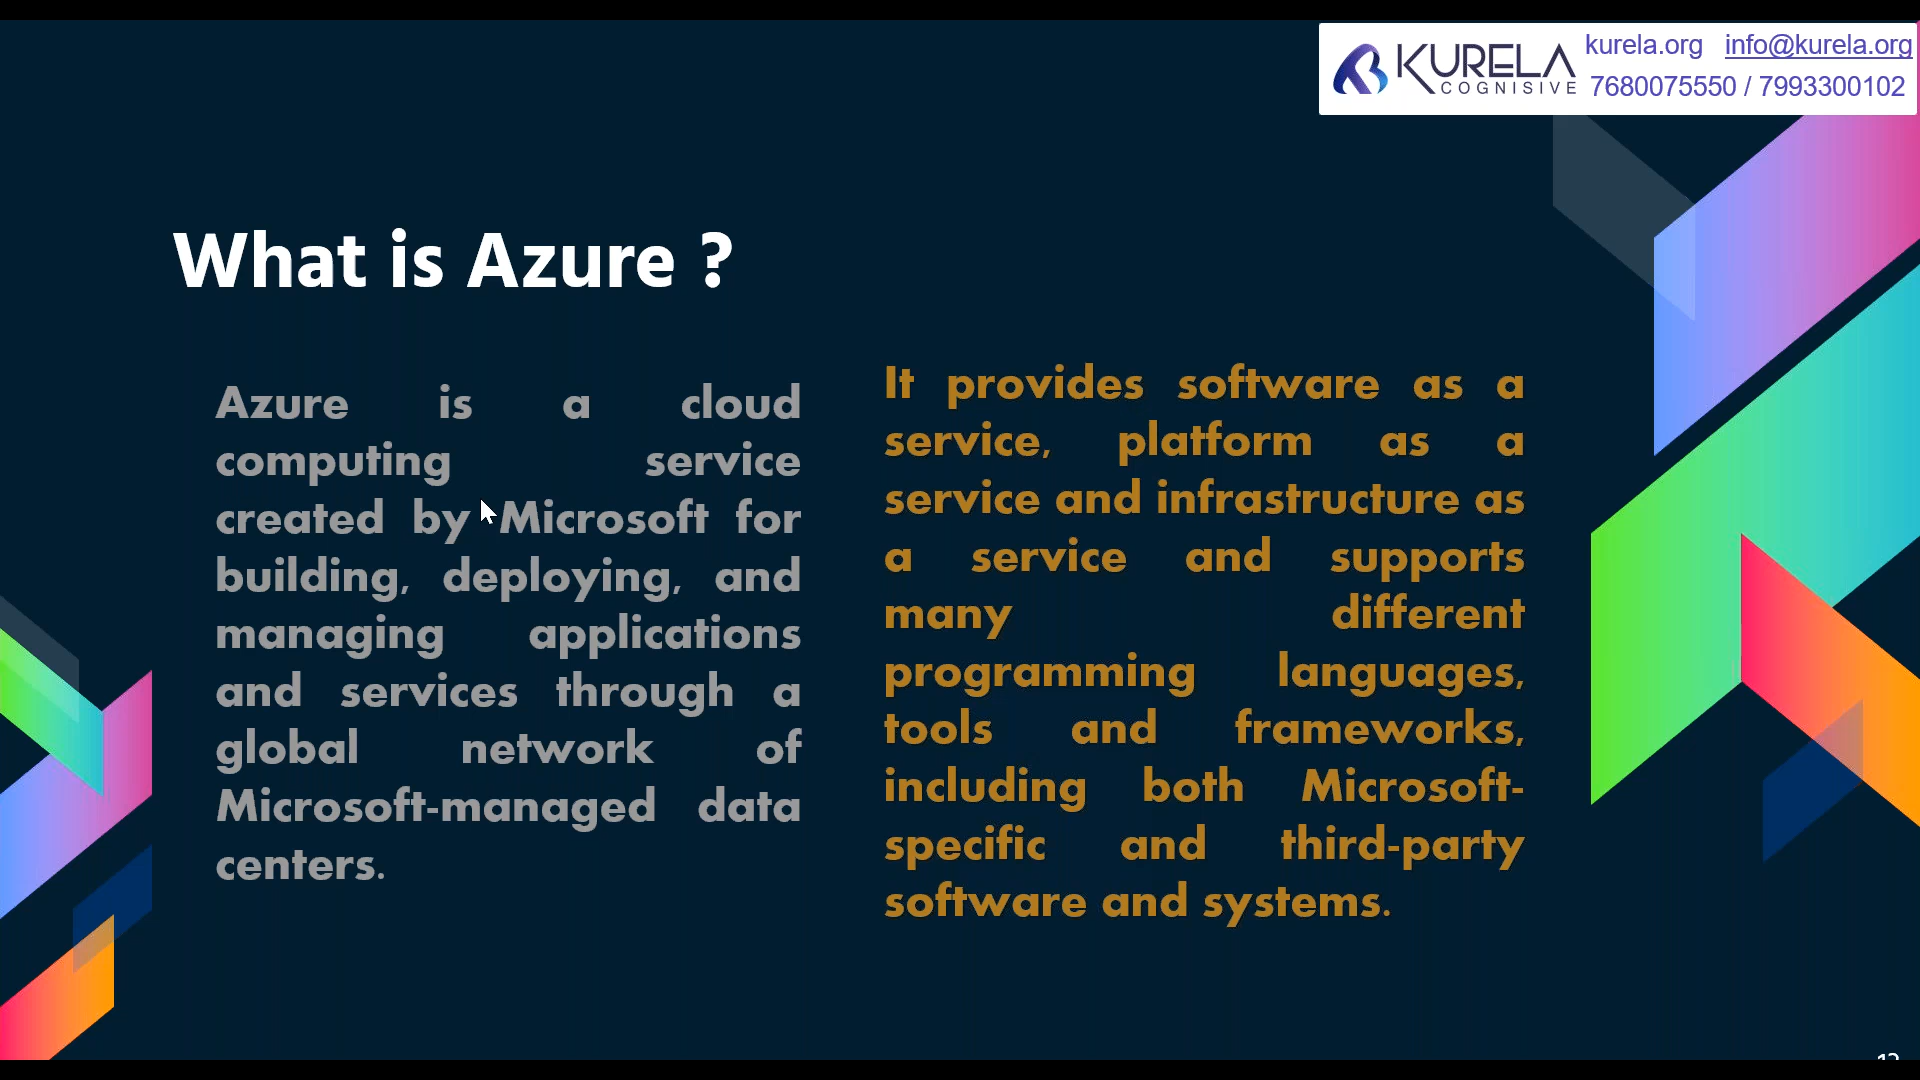 KURELA
COGNISIVE
kurela.org info@kurela.org
7680075550 / 7993300102
What is Azure ?
Azure is a cloud
computing service
created by Microsoft for
building, deploying, and
managing applications
and services through a
global network of
Microsoft-managed data
centers.
It provides software as a
service, platform as a
service and infrastructure as
a service and supports
many different
programming languages,
tools and frameworks,
including both Microsoft-
specific and third-party
software and systems.